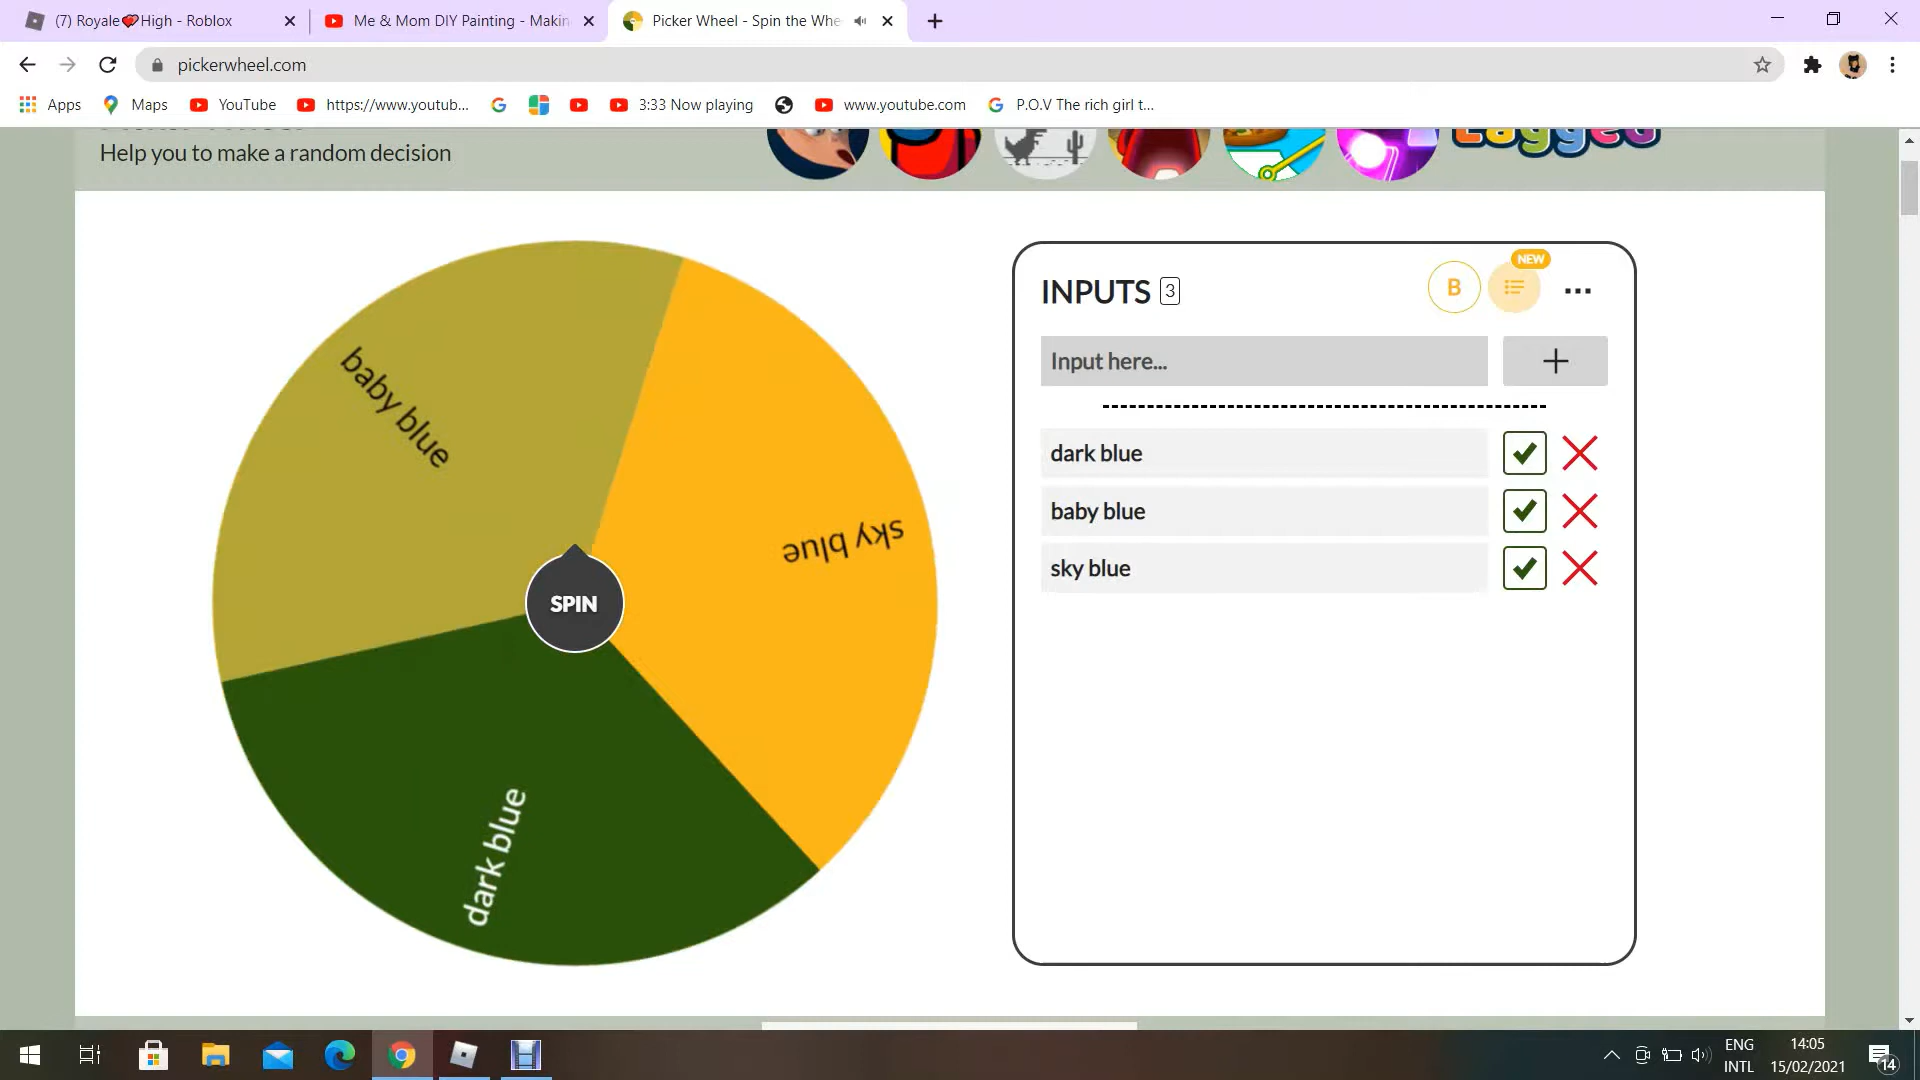 (7) Royale❤High - Roblox
Me & Mom DIY Painting - Makin
Picker Wheel - Spin the Whe
pickerwheel.com
Apps
Maps
YouTube
https://www.youtub...
3:33 Now playing
www.youtube.com
P.O.V The rich girl t...
Help you to make a random decision
baby blue
sky blue
dark blue
SPIN
INPUTS 3
B
NEW
Input here...
dark blue
baby blue
sky blue
ENG
INTL
14:05
15/02/2021
14